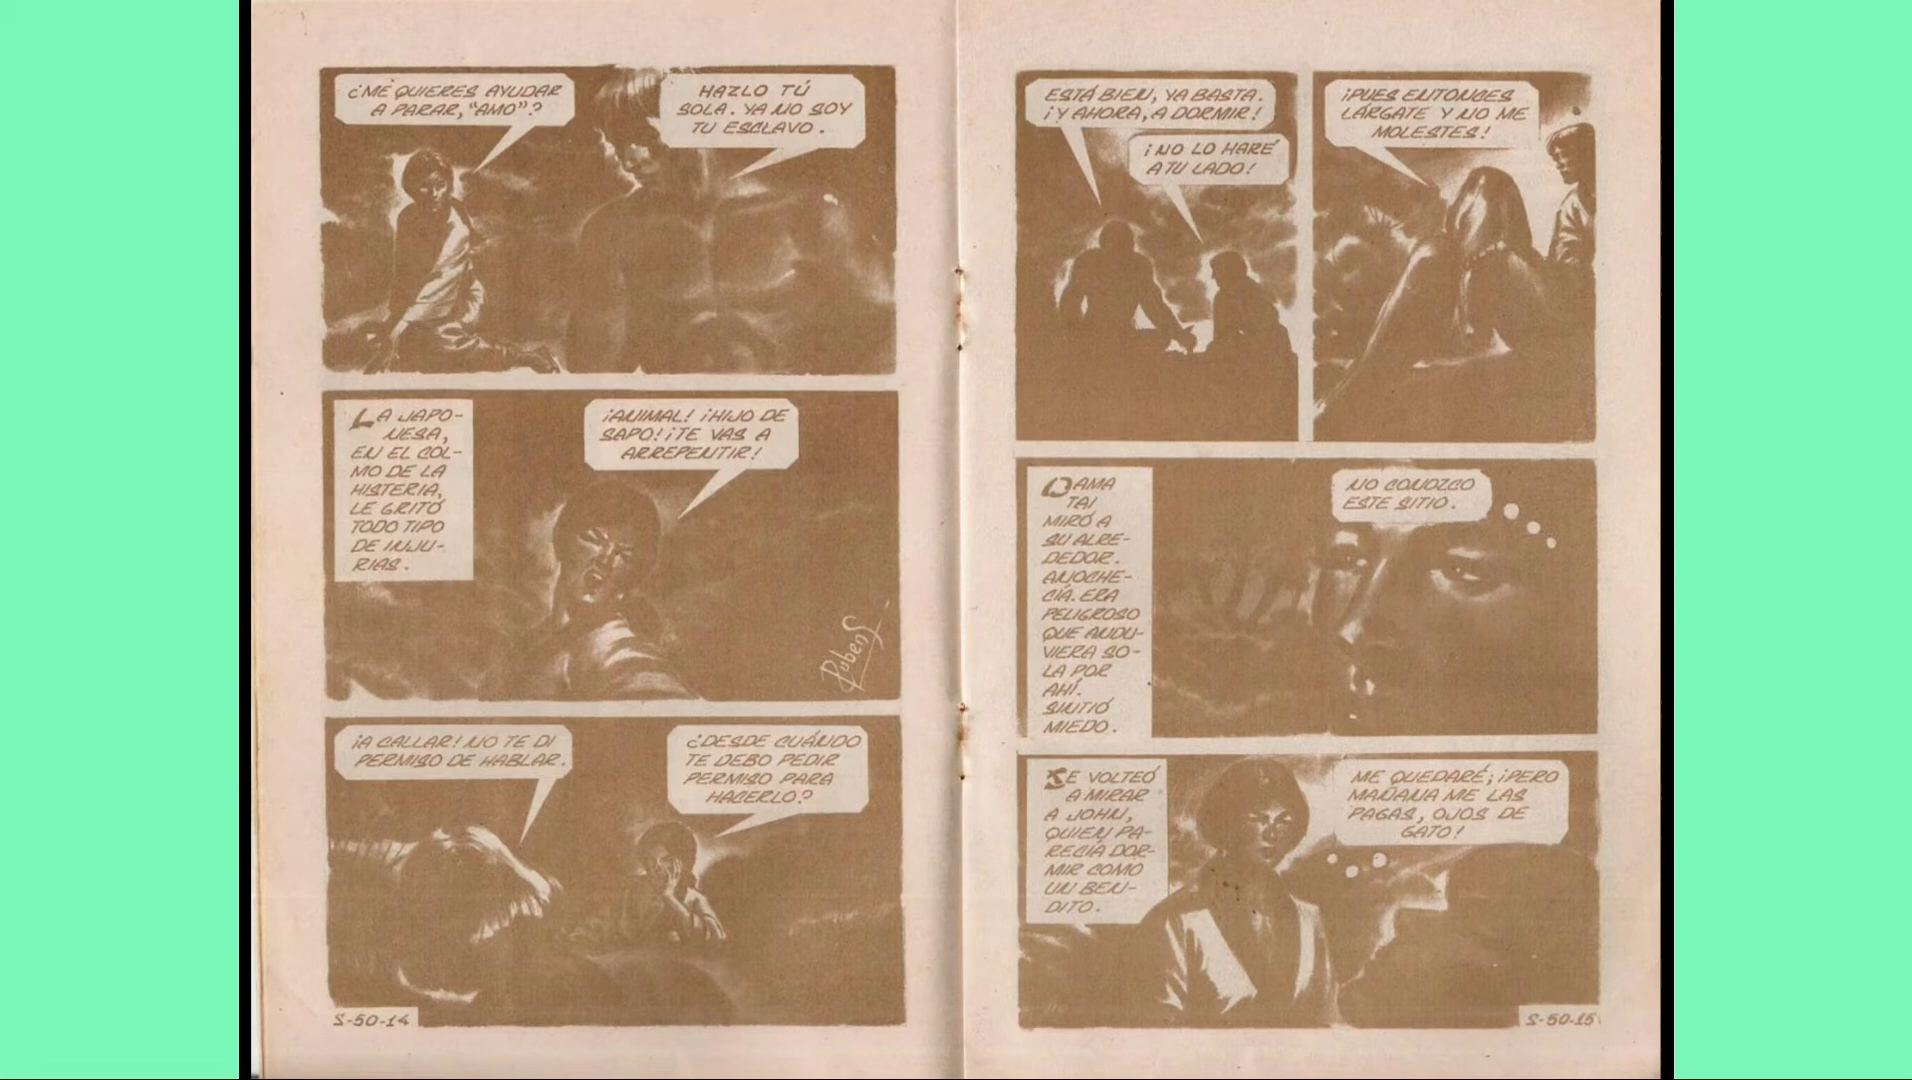 ¿ME QUIERES AYUDAR
A PARAR, "AMO"?
HAZLO TÚ
SOLA. YA NO SOY
TU ESCLAVO.
LA JAPO-
NESA,
EN EL COL-
MO DE LA
HISTERIA,
LE GRITÓ
TODO TIPO
DE INJU-
RIAS.
¡ANIMAL! ¡HIJO DE
SAPO! ¡TE VAS A
ARREPENTIR!
Rubens
¡A CALLAR! NO TE DI
PERMISO DE HABLAR.
¿DESDE CUÁNDO
TE DEBO PEDIR
PERMISO PARA
HACERLO?
S-50-14
ESTÁ BIEN, YA BASTA.
¡Y AHORA, A DORMIR!
¡NO LO HARÉ
A TU LADO!
¡PUES ENTONCES
LÁRGATE Y NO ME
MOLESTES!
OAMA
TAI
MIRÓ A
SU ALRE-
DEDOR.
ANOCHE-
CÍA. ERA
PELIGROSO
QUE ANDU-
VIERA SO-
LA POR
AHÍ.
SINTIÓ
MIEDO.
NO CONOZCO
ESTE SITIO.
SE VOLTEÓ
A MIRAR
A JOHN,
QUIEN PA-
RECÍA DOR-
MIR COMO
UN BEN-
DITO.
ME QUEDARÉ; ¡PERO
MAÑANA ME LAS
PAGAS, OJOS DE
GATO!
S-50-15